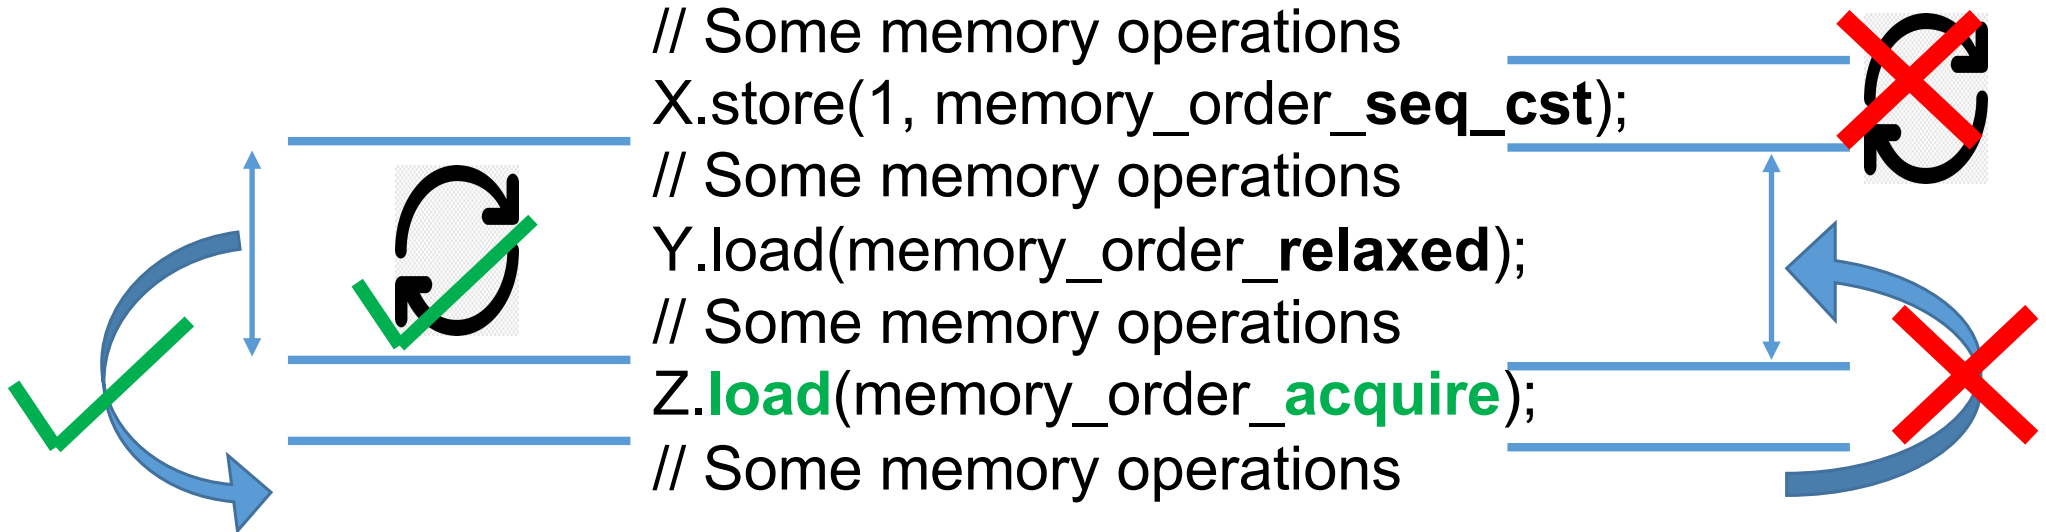 // Some memory operations
X.store(1, memory_order_seq_cst);
// Some memory operations
Y.load(memory_order_relaxed);
// Some memory operations
Z.load(memory_order_acquire);
// Some memory operations